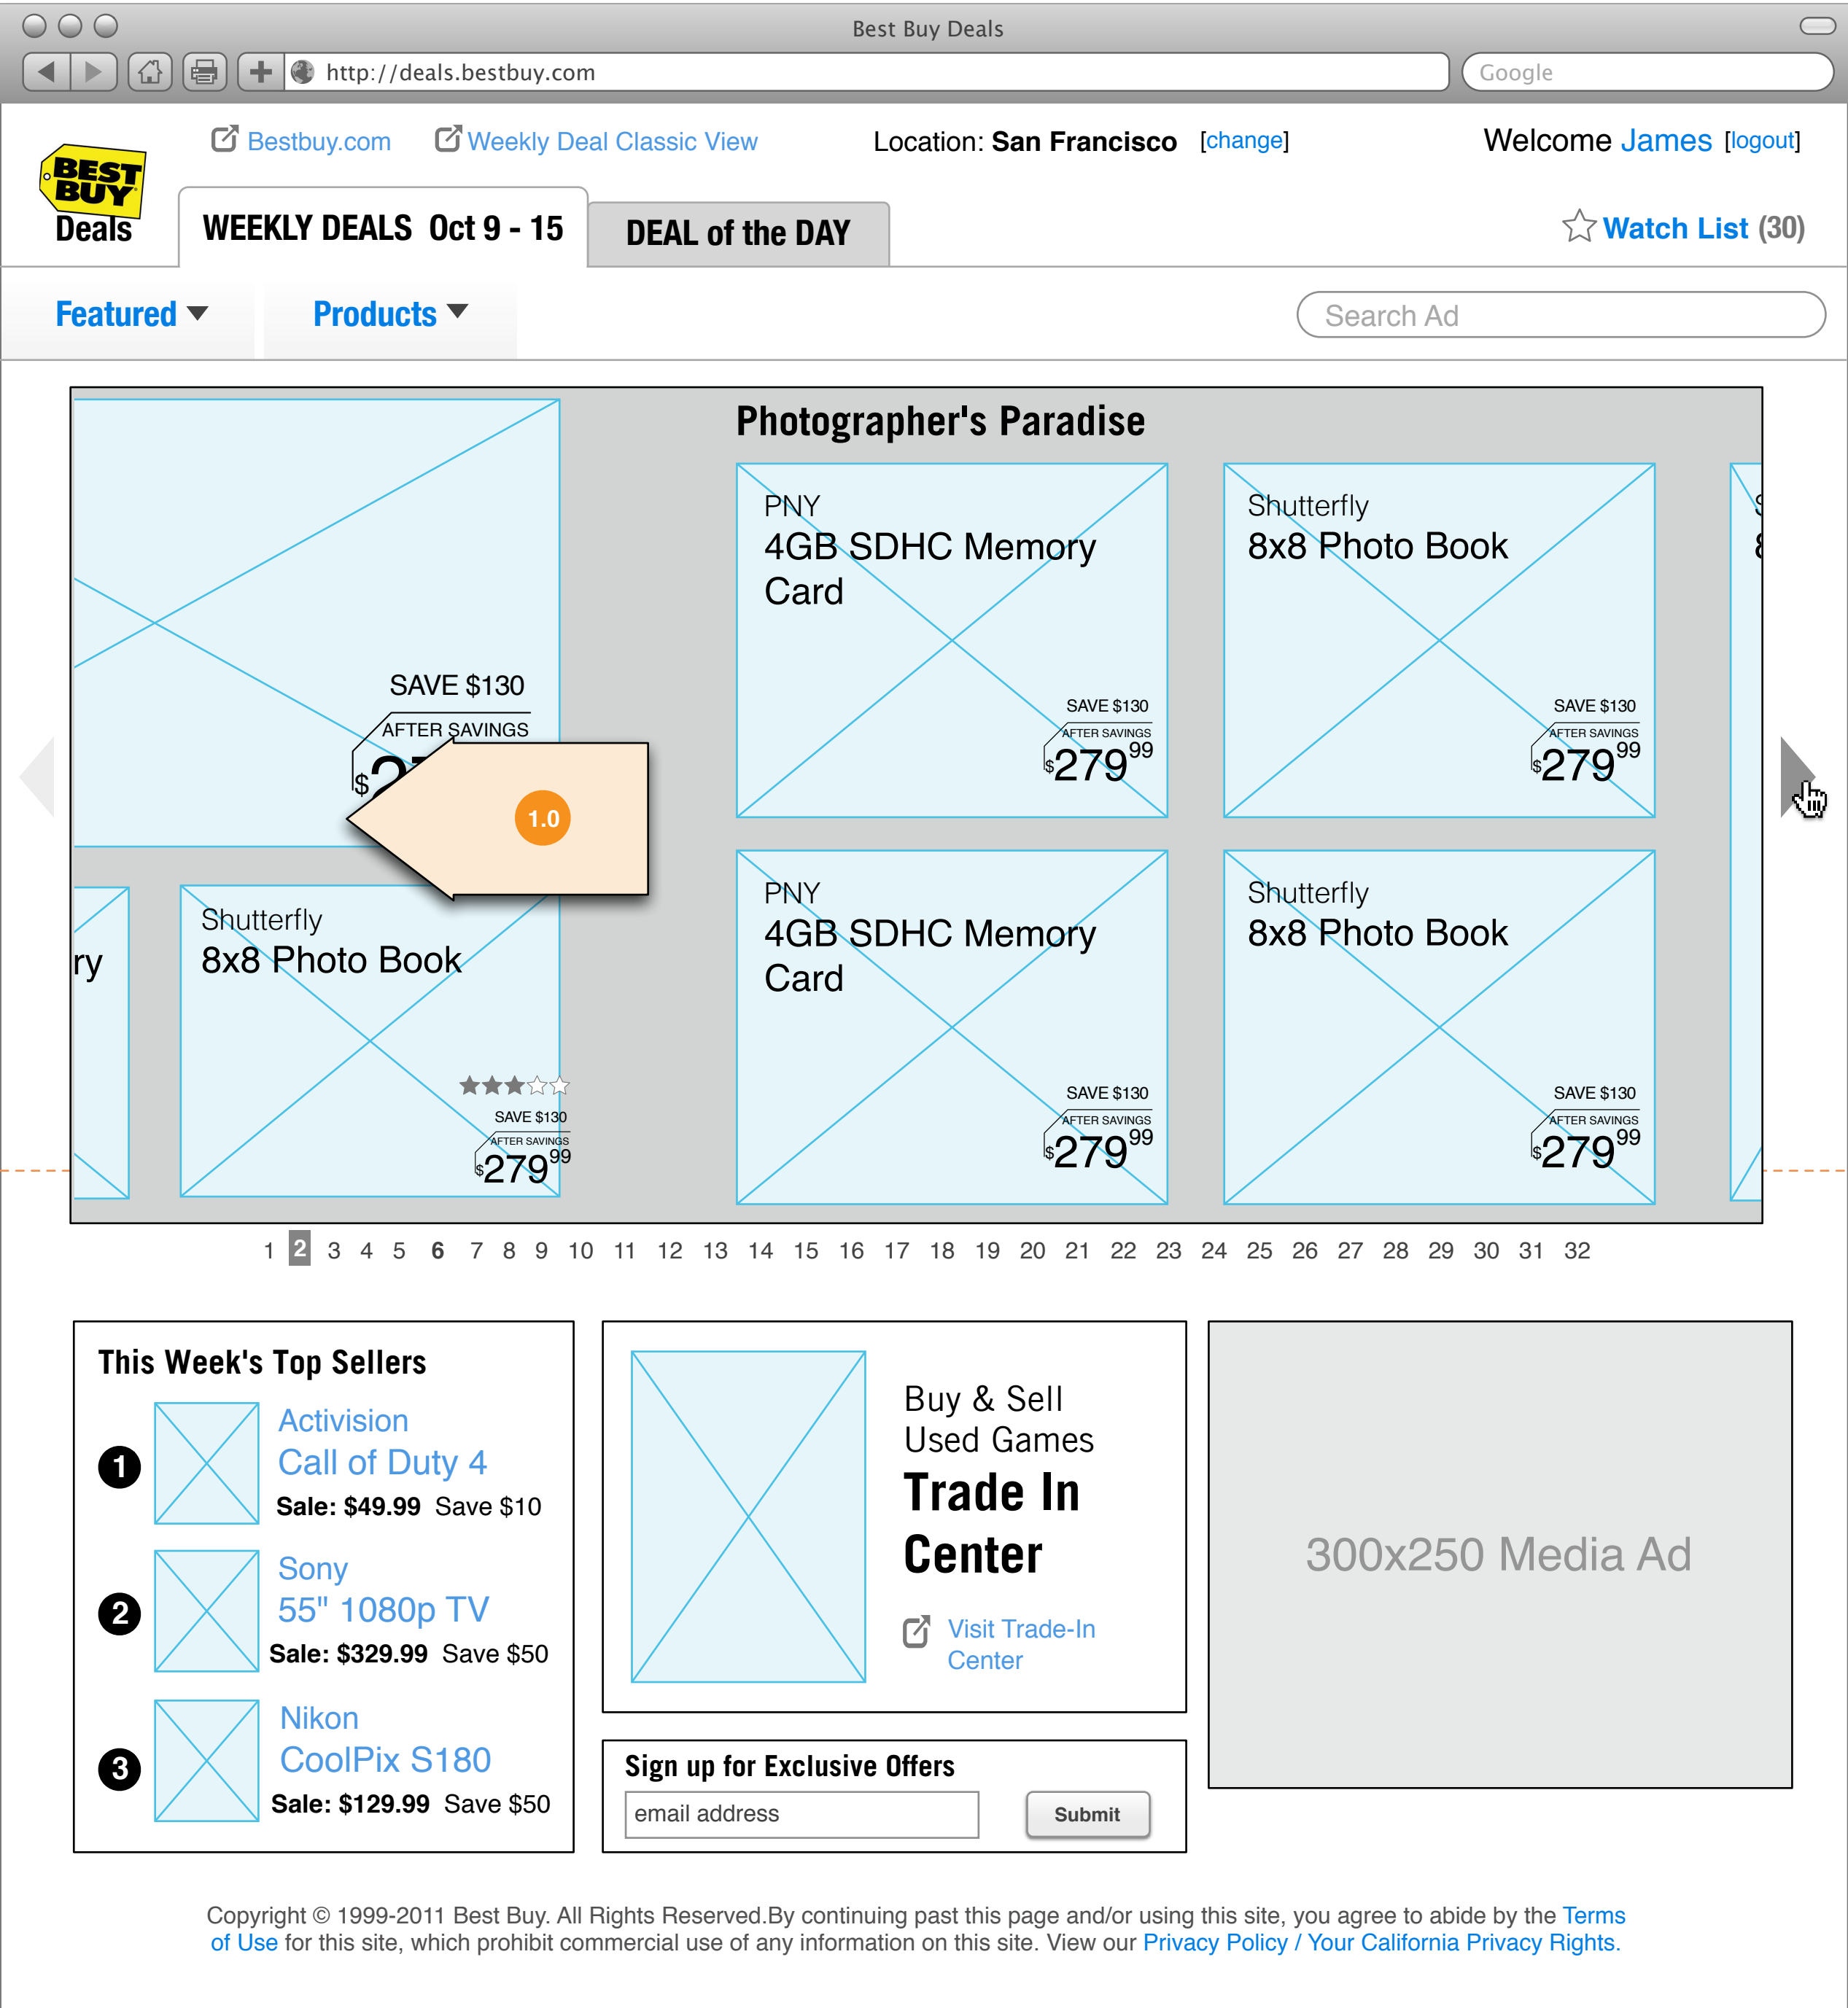 Best Buy Deals
http://deals.bestbuy.com
Google
Bestbuy.com
Weekly Deal Classic View
Location: San Francisco [change]
Welcome James [logout]
BEST
BUY
Deals
WEEKLY DEALS Oct 9 - 15
DEAL of the DAY
Watch List (30)
Featured
Products
Search Ad
Photographer's Paradise
SAVE $130
AFTER SAVINGS
$
1.0
ry
Shutterfly
8x8 Photo Book
SAVE $130
AFTER SAVINGS
$279 99
PNY
4GB SDHC Memory
Card
SAVE $130
AFTER SAVINGS
$279 99
Shutterfly
8x8 Photo Book
SAVE $130
AFTER SAVINGS
$279 99
PNY
4GB SDHC Memory
Card
SAVE $130
AFTER SAVINGS
$279 99
Shutterfly
8x8 Photo Book
SAVE $130
AFTER SAVINGS
$279 99
1 2 3 4 5 6 7 8 9 10 11 12 13 14 15 16 17 18 19 20 21 22 23 24 25 26 27 28 29 30 31 32
This Week's Top Sellers
1
Activision
Call of Duty 4
Sale: $49.99 Save $10
2
Sony
55" 1080p TV
Sale: $329.99 Save $50
3
Nikon
CoolPix S180
Sale: $129.99 Save $50
Buy & Sell
Used Games
Trade In
Center
Visit Trade-In
Center
Sign up for Exclusive Offers
email address
Submit
300x250 Media Ad
Copyright © 1999-2011 Best Buy. All Rights Reserved.By continuing past this page and/or using this site, you agree to abide by the Terms
of Use for this site, which prohibit commercial use of any information on this site. View our Privacy Policy / Your California Privacy Rights.